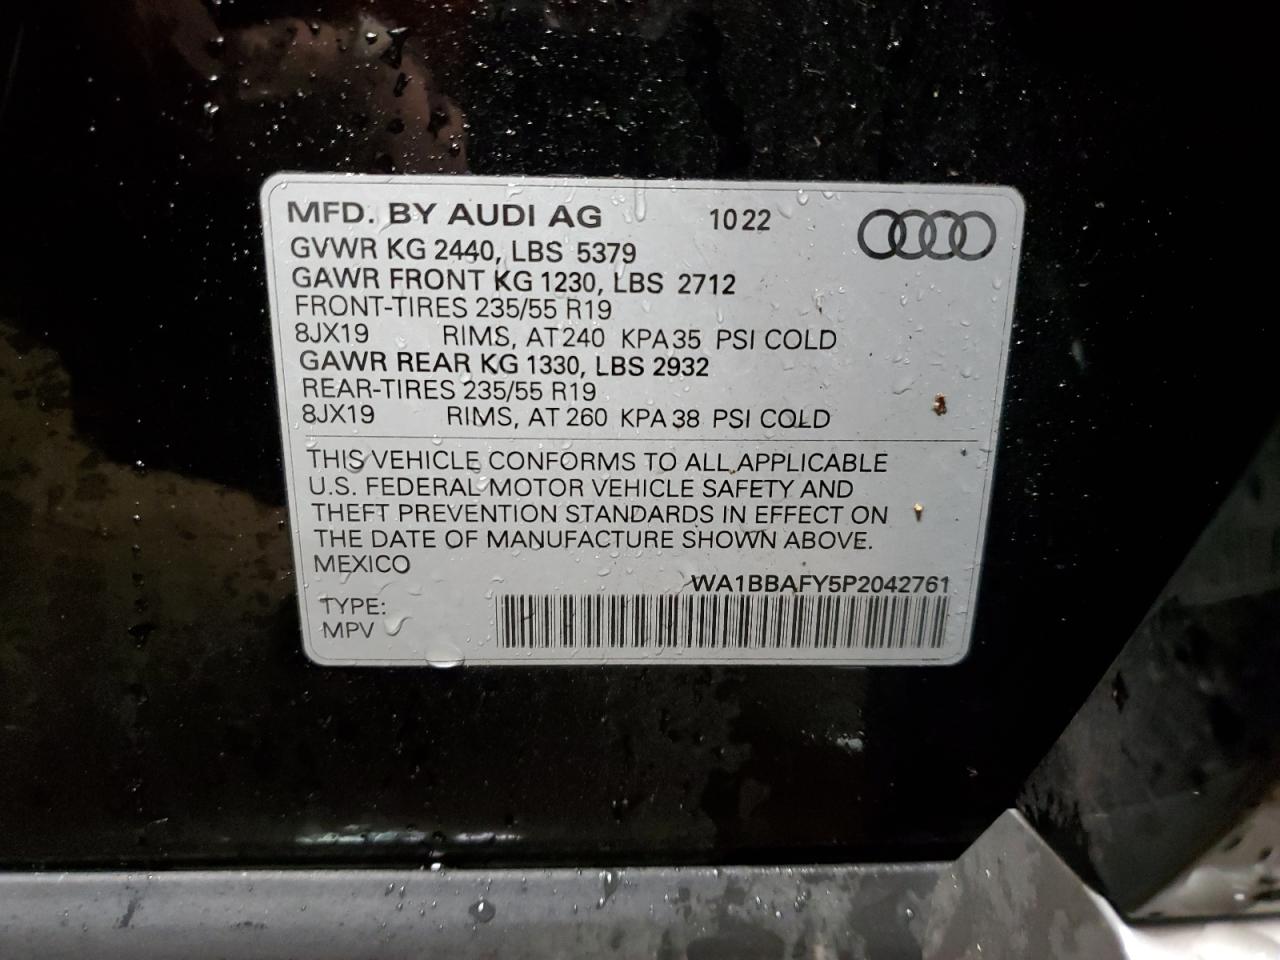 MFD. BY AUDI AG 10 22
GVWR KG 2440, LBS 5379
GAWR FRONT KG 1230, LBS 2712
FRONT-TIRES 235/55 R19
8JX19 RIMS, AT 240 KPA 35 PSI COLD
GAWR REAR KG 1330, LBS 2932
REAR-TIRES 235/55 R19
8JX19 RIMS, AT 260 KPA 38 PSI COLD
THIS VEHICLE CONFORMS TO ALL APPLICABLE
U.S. FEDERAL MOTOR VEHICLE SAFETY AND
THEFT PREVENTION STANDARDS IN EFFECT ON
THE DATE OF MANUFACTURE SHOWN ABOVE.
MEXICO
WA1BBAFY5P2042761
TYPE:
MPV